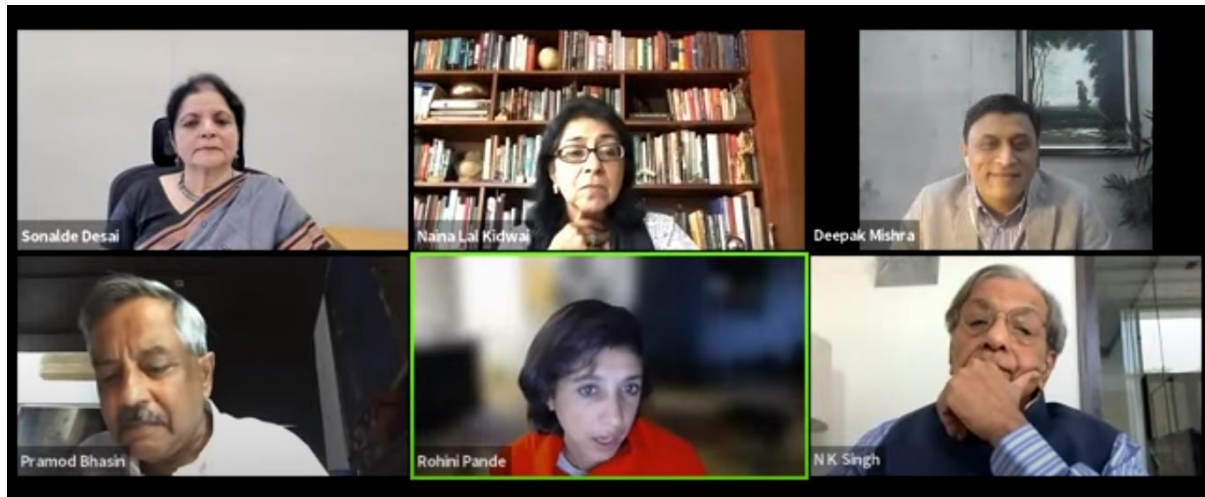 Sonalde Desai
Naina Lal Kidwai
Deepak Mishra
Pramod Bhasin
Rohini Pande
N K Singh